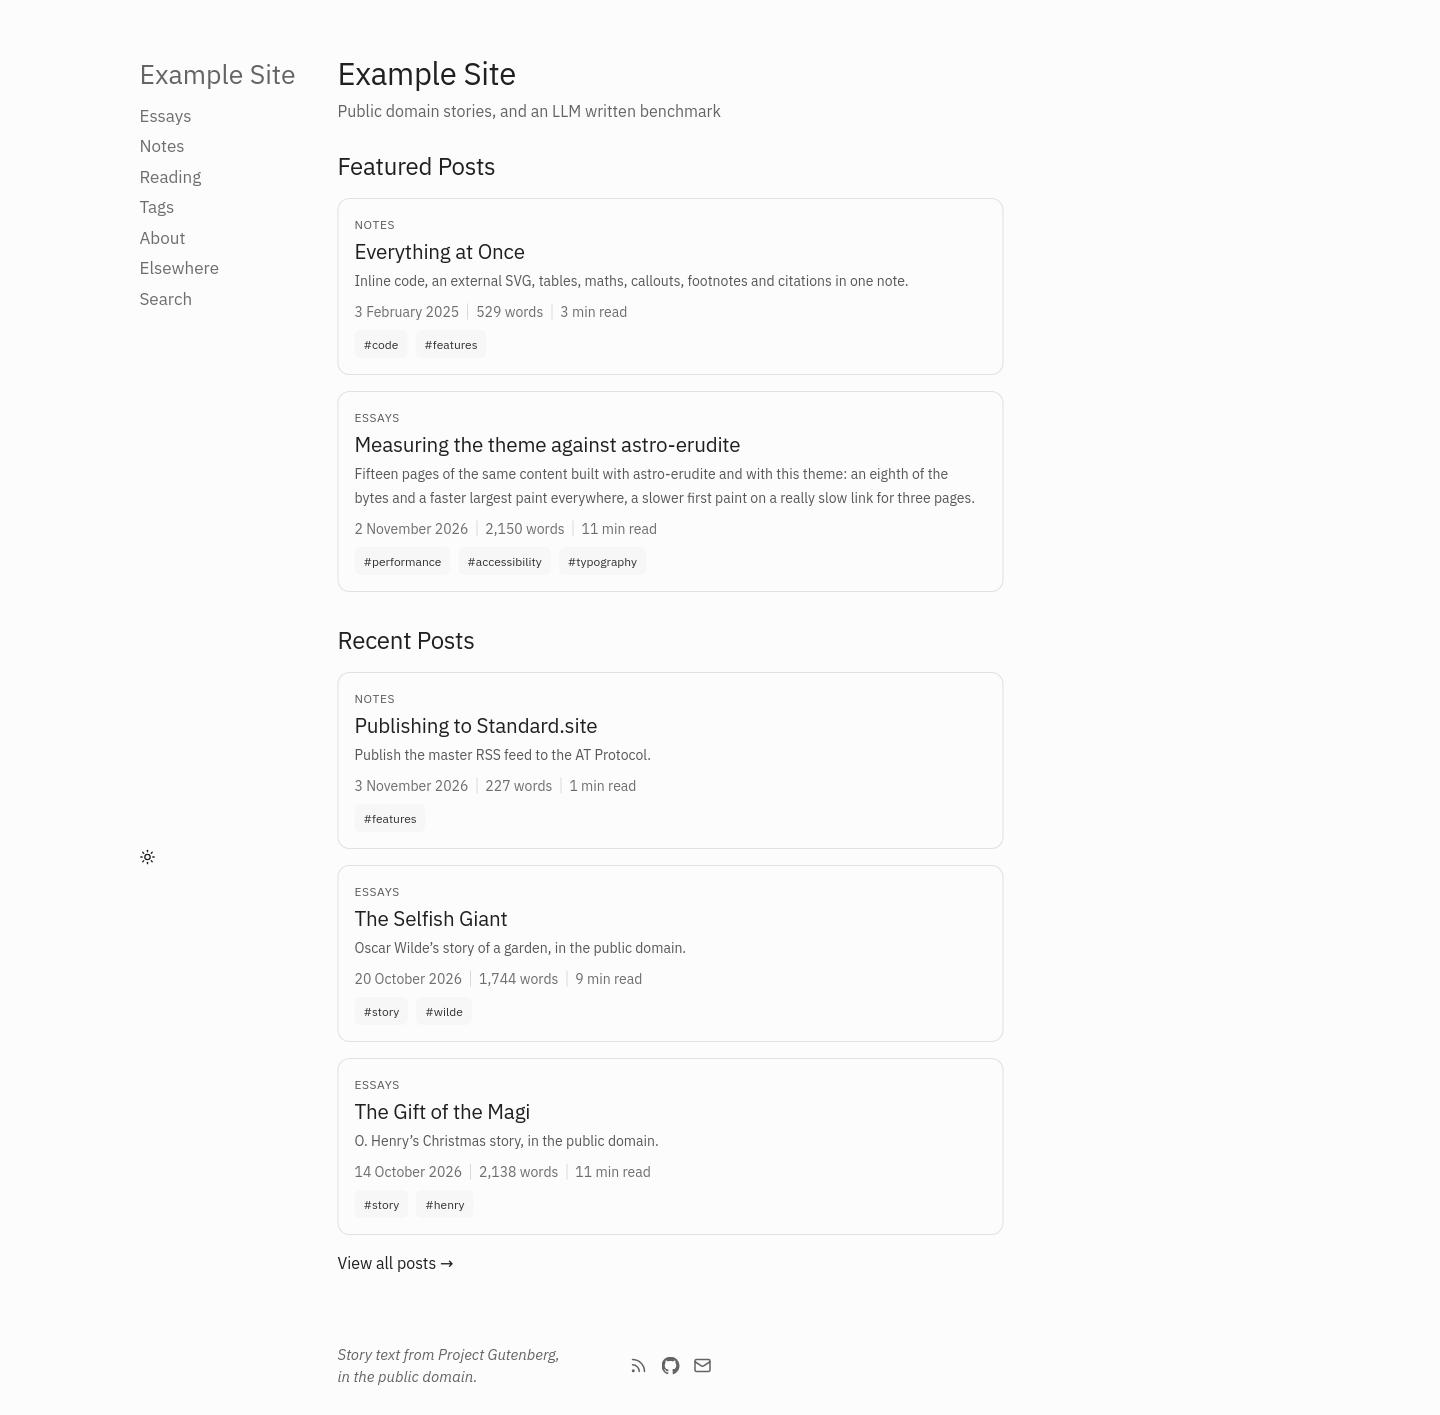 Example Site
Essays
Notes
Reading
Tags
About
Elsewhere
Search
Example Site
Public domain stories, and an LLM written benchmark
Featured Posts
NOTES
Everything at Once
Inline code, an external SVG, tables, maths, callouts, footnotes and citations in one note.
3 February 2025 529 words 3 min read
#code #features
ESSAYS
Measuring the theme against astro-erudite
Fifteen pages of the same content built with astro-erudite and with this theme: an eighth of the
bytes and a faster largest paint everywhere, a slower first paint on a really slow link for three pages.
2 November 2026 2,150 words 11 min read
#performance #accessibility #typography
Recent Posts
NOTES
Publishing to Standard.site
Publish the master RSS feed to the AT Protocol.
3 November 2026 227 words 1 min read
#features
ESSAYS
The Selfish Giant
Oscar Wilde’s story of a garden, in the public domain.
20 October 2026 1,744 words 9 min read
#story #wilde
ESSAYS
The Gift of the Magi
O. Henry’s Christmas story, in the public domain.
14 October 2026 2,138 words 11 min read
#story #henry
View all posts →
Story text from Project Gutenberg,
in the public domain.